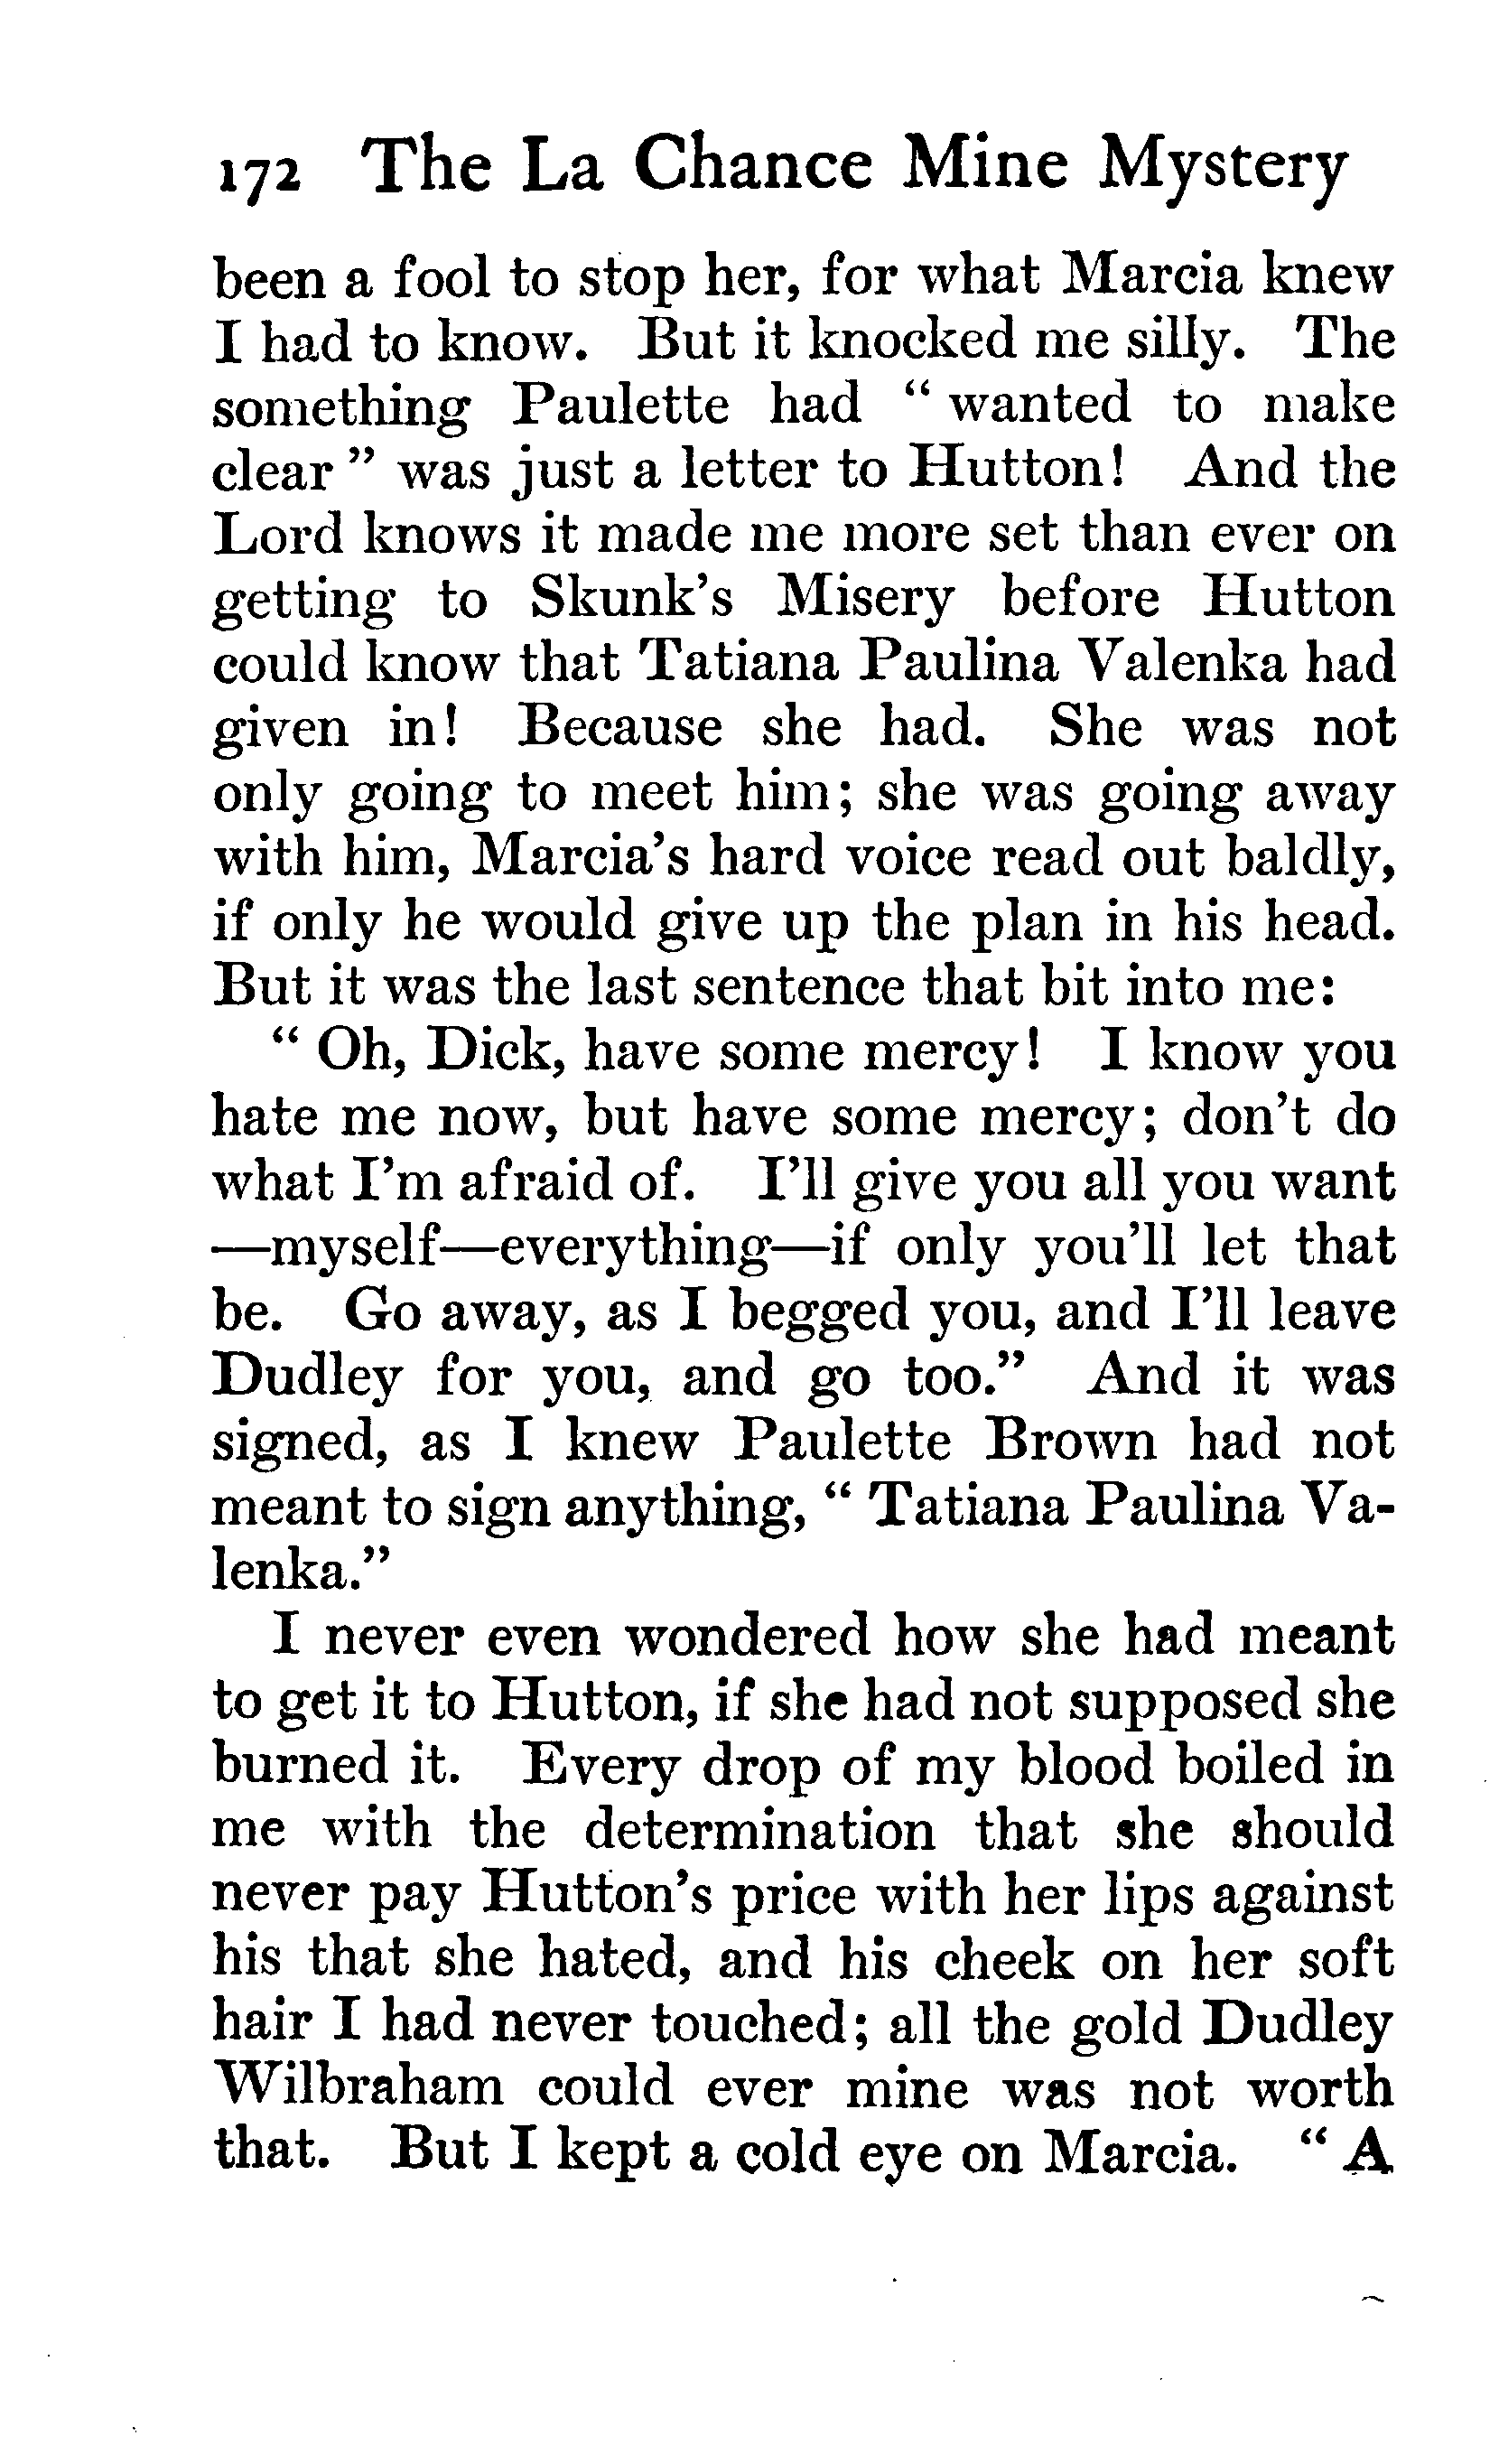 172 The La Chance Mine Mystery
been a fool to stop her, for what Marcia knew
I had to know. But it knocked me silly. The
something Paulette had " wanted to make
clear " was just a letter to Hutton! And the
Lord knows it made me more set than ever on
getting to Skunk's Misery before Hutton
could know that Tatiana Paulina Valenka had
given in! Because she had. She was not
only going to meet him; she was going away
with him, Marcia's hard voice read out baldly,
if only he would give up the plan in his head.
But it was the last sentence that bit into me:
" Oh, Dick, have some mercy! I know you
hate me now, but have some mercy; don't do
what I'm afraid of. I'll give you all you want
—myself—everything—if only you'll let that
be. Go away, as I begged you, and I'll leave
Dudley for you, and go too." And it was
signed, as I knew Paulette Brown had not
meant to sign anything, " Tatiana Paulina Va-
lenka."
I never even wondered how she had meant
to get it to Hutton, if she had not supposed she
burned it. Every drop of my blood boiled in
me with the determination that she should
never pay Hutton's price with her lips against
his that she hated, and his cheek on her soft
hair I had never touched; all the gold Dudley
Wilbraham could ever mine was not worth
that. But I kept a cold eye on Marcia. " A